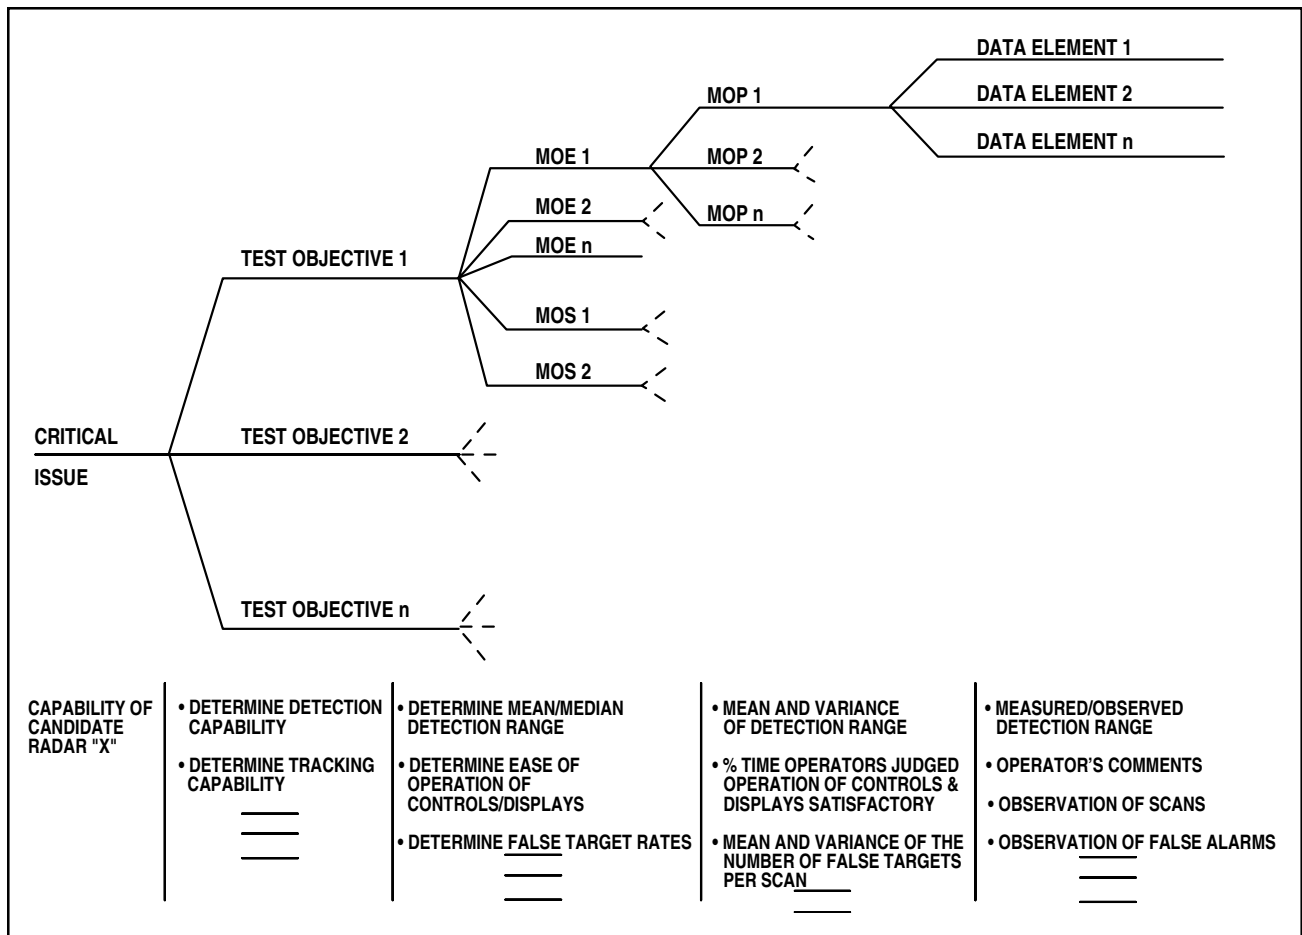 DATA ELEMENT 1
MOP 1
DATA ELEMENT 2
DATA ELEMENT n
MOE 1
MOP 2
MOE 2
MOP n
MOE n
TEST OBJECTIVE 1
MOS 1
MOS 2
CRITICAL
ISSUE
TEST OBJECTIVE 2
TEST OBJECTIVE n
CAPABILITY OF
CANDIDATE
RADAR "X"
• DETERMINE DETECTION
CAPABILITY
• DETERMINE TRACKING
CAPABILITY
• DETERMINE MEAN/MEDIAN
DETECTION RANGE
• DETERMINE EASE OF
OPERATION OF
CONTROLS/DISPLAYS
• DETERMINE FALSE TARGET RATES
• MEAN AND VARIANCE
OF DETECTION RANGE
• % TIME OPERATORS JUDGED
OPERATION OF CONTROLS &
DISPLAYS SATISFACTORY
• MEAN AND VARIANCE OF THE
NUMBER OF FALSE TARGETS
PER SCAN
• MEASURED/OBSERVED
DETECTION RANGE
• OPERATOR'S COMMENTS
• OBSERVATION OF SCANS
• OBSERVATION OF FALSE ALARMS